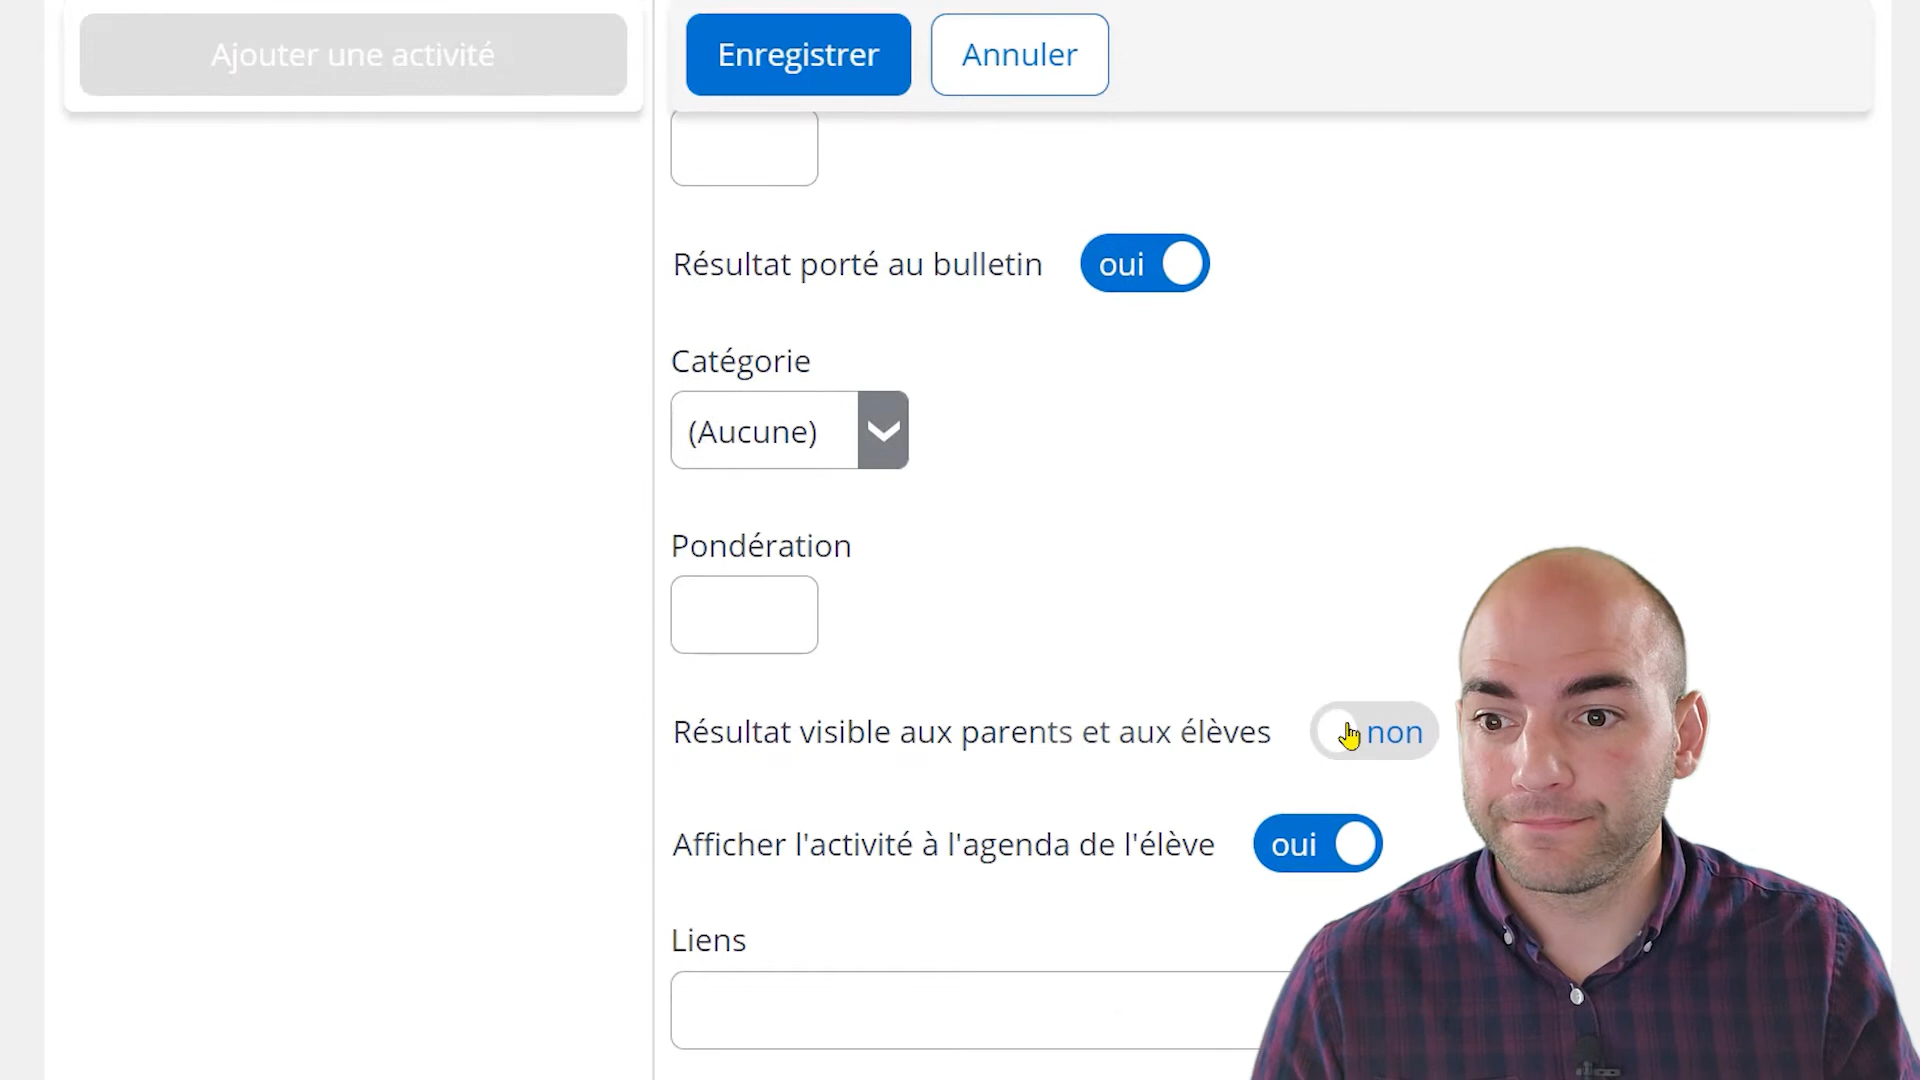 Ajouter une activité
Enregistrer
Annuler
Résultat porté au bulletin
oui
Catégorie
(Aucune)
Pondération
Résultat visible aux parents et aux élèves
non
Afficher l'activité à l'agenda de l'élève
oui
Liens